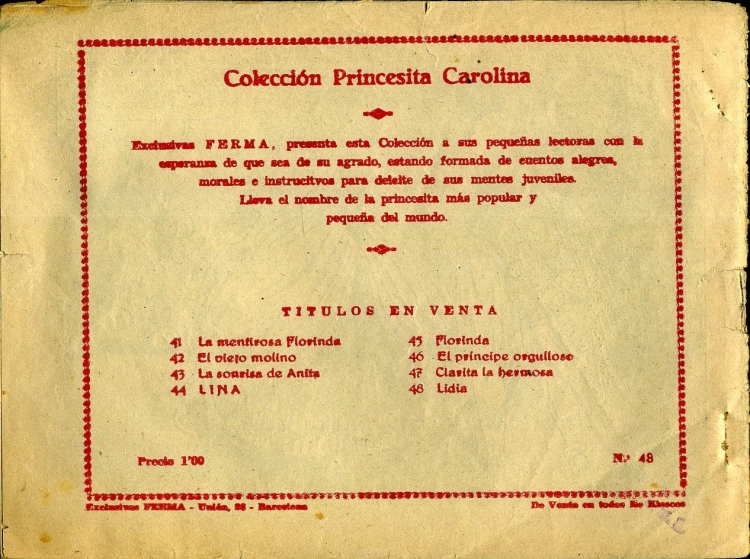 Colección Princesita Carolina
Exclusivas FERMA, presenta esta Colección a sus pequeñas lectoras con la
esperanza de que sea de su agrado, estando formada de cuentos alegres,
morales e instrucitvos para deleite de sus mentes juveniles.
Lleva el nombre de la princesita más popular y
pequeña del mundo.
TITULOS EN VENTA
41 La mentirosa Florinda
42 El viejo molino
43 La sonrisa de Anita
44 LINA
45 Florinda
46 El príncipe orgulloso
47 Clarita la hermosa
48 Lidia
Precio 1'00
N.º 48
Exclusivas FERMA - Unión, - Barcelona
De Venta en todos los Kioscos